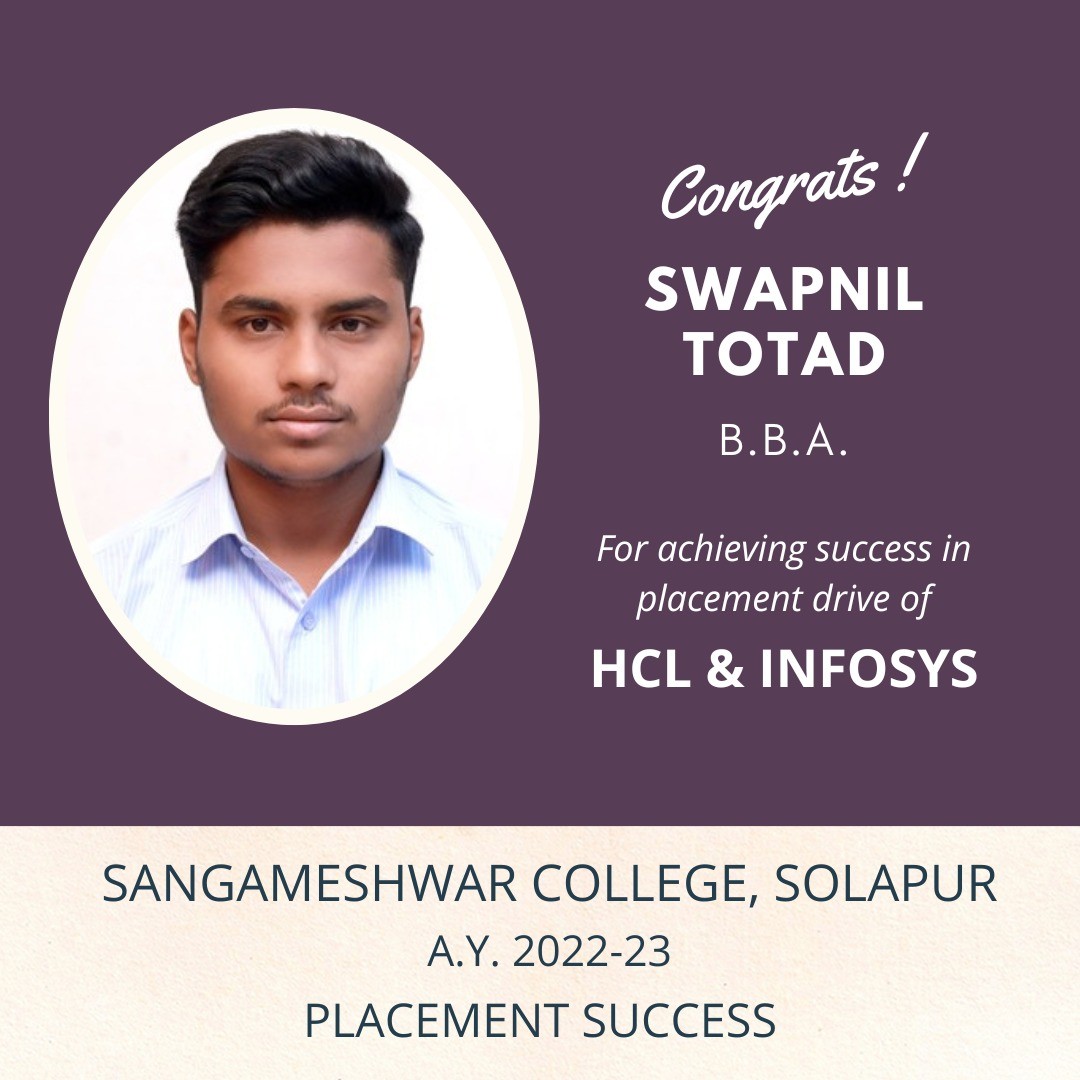 Congrats !
SWAPNIL
TOTAD
B.B.A.
For achieving success in
placement drive of
HCL & INFOSYS
SANGAMESHWAR COLLEGE, SOLAPUR
A.Y. 2022-23
PLACEMENT SUCCESS